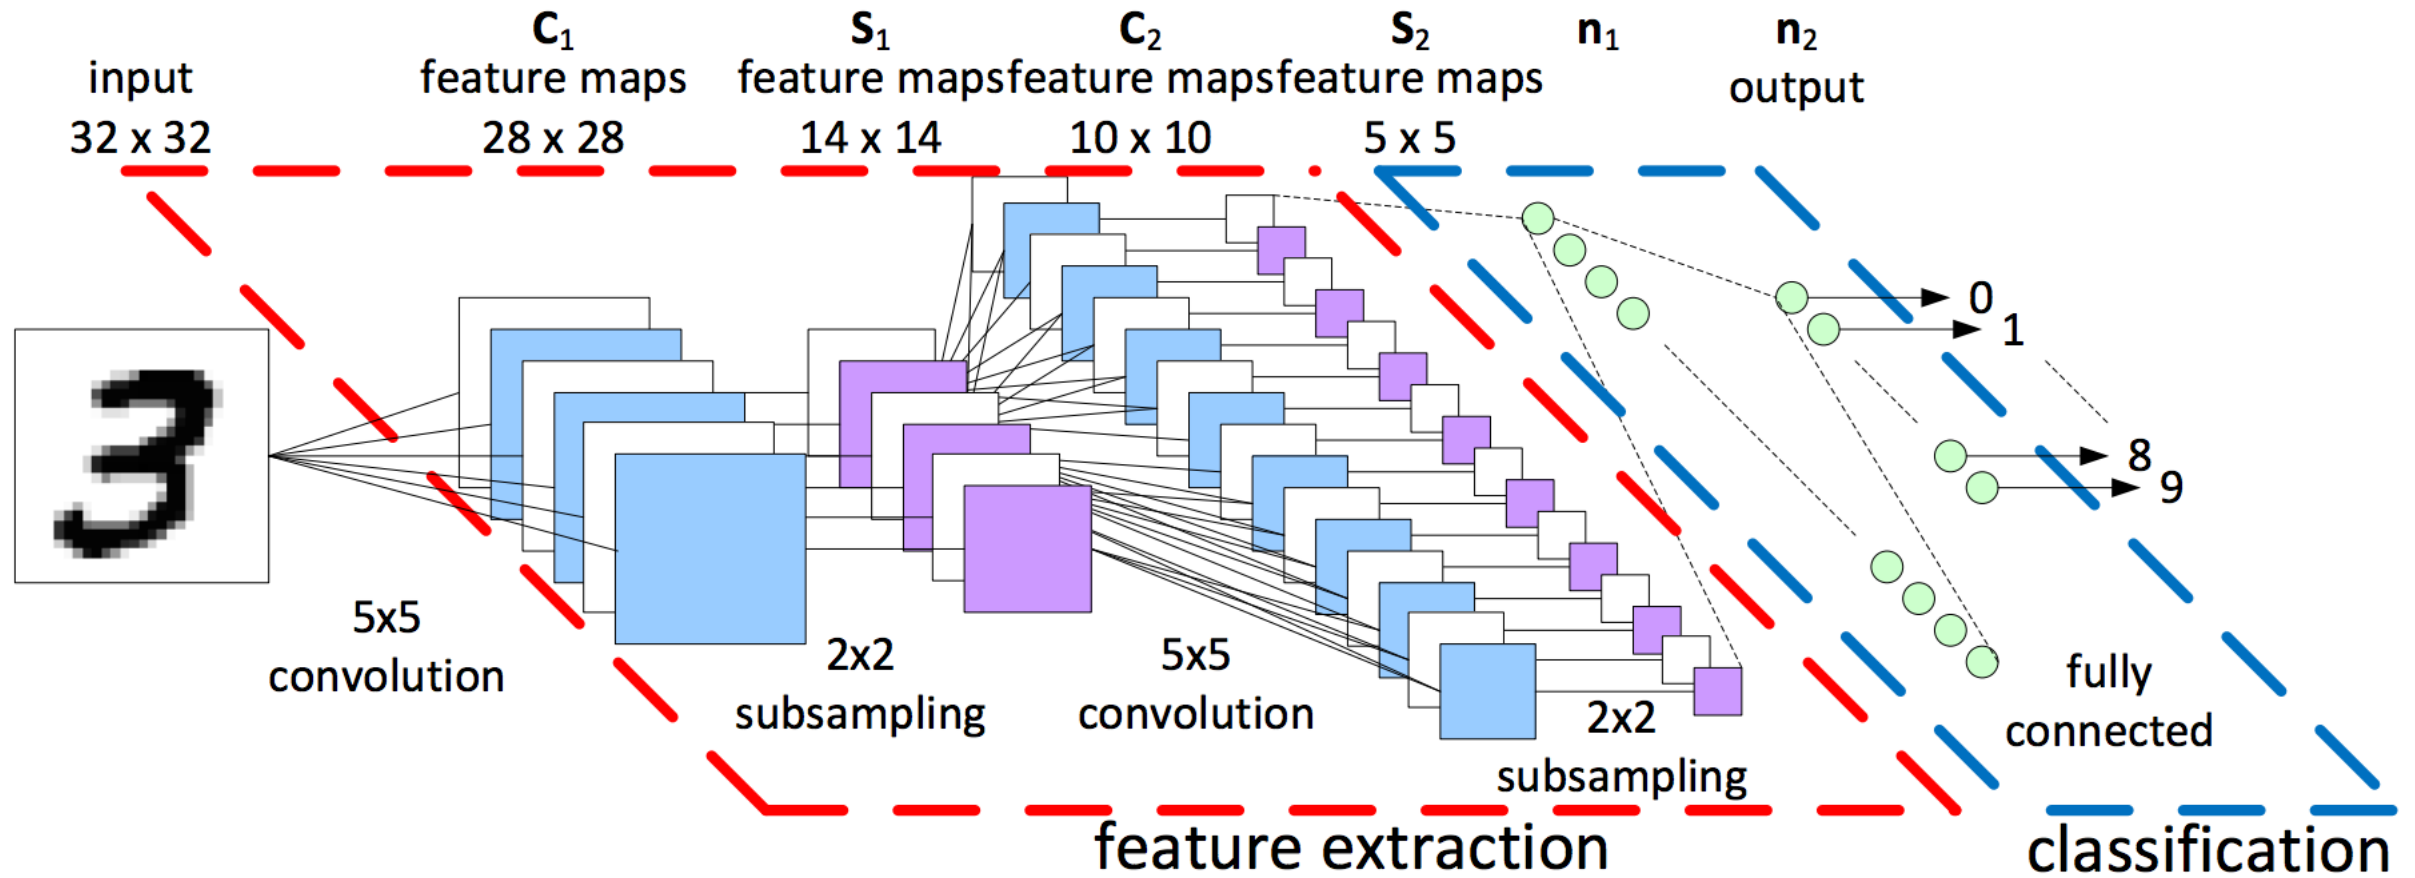 input
32 x 32
C1
feature maps
28 x 28
S1
feature maps
14 x 14
C2
feature maps
10 x 10
S2
feature maps
5 x 5
n1
n2
output
3
0
1
8
9
5x5
convolution
2x2
subsampling
5x5
convolution
2x2
subsampling
fully
connected
feature extraction
classification